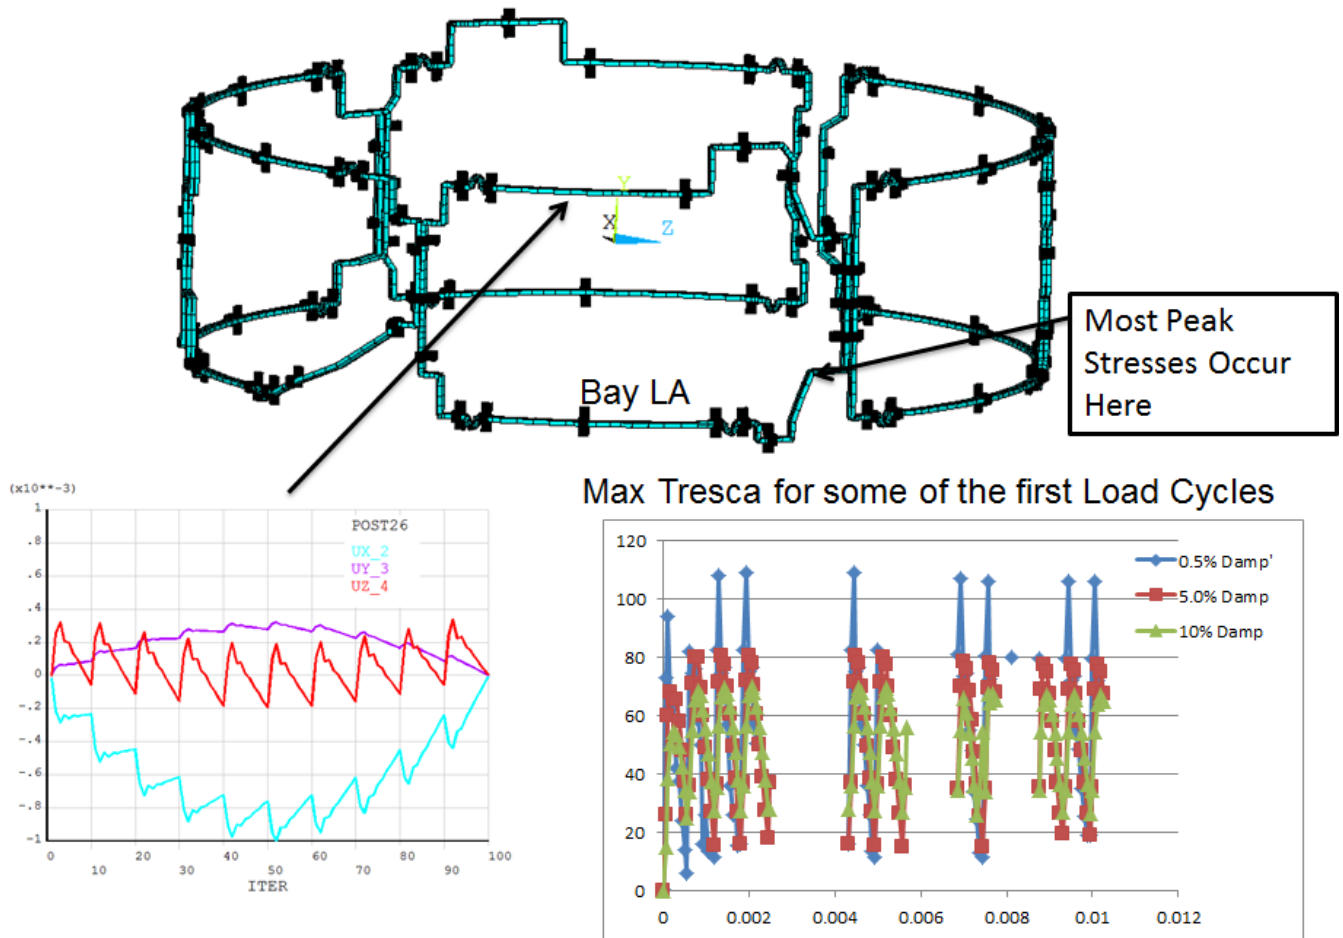 Y
X
Z
Most Peak
Stresses Occur
Here
Bay LA
(x10**-3)
1
.8
.6
.4
.2
0
-.2
-.4
-.6
-.8
-1
POST26
UX_2
UY_3
UZ_4
0 20 40 60 80 100
10 30 50 70 90
ITER
Max Tresca for some of the first Load Cycles
120
100
80
60
40
20
0
0.5% Damp'
5.0% Damp
10% Damp
0 0.002 0.004 0.006 0.008 0.01 0.012